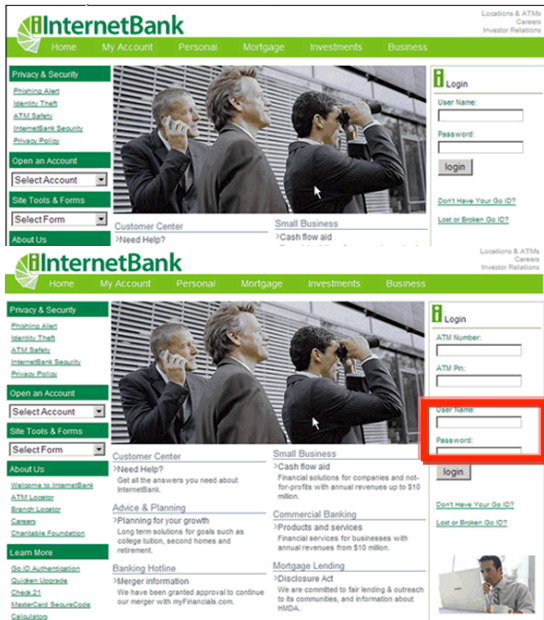 Locations & ATMs
Careers
Investor Relations
iInternetBank
Home My Account Personal Mortgage Investments Business
Privacy & Security
Phishing Alert
Identity Theft
ATM Safety
InternetBank Security
Privacy Policy
Open an Account
Select Account
Site Tools & Forms
Select Form
About Us
Customer Center
>Need Help?
Small Business
>Cash flow aid
i Login
User Name:
Password:
login
Don't Have Your Go ID?
Lost or Broken Go ID?
Locations & ATMs
Careers
Investor Relations
iInternetBank
Home My Account Personal Mortgage Investments Business
Privacy & Security
Phishing Alert
Identity Theft
ATM Safety
InternetBank Security
Privacy Policy
Open an Account
Select Account
Site Tools & Forms
Select Form
About Us
Welcome to InternetBank
ATM Locator
Branch Locator
Careers
Charitable Foundation
Learn More
Go ID Authentication
Quicken Upgrade
Check 21
MasterCard SecureCode
Calculators
Customer Center
>Need Help?
Get all the answers you need about
InternetBank.
Advice & Planning
>Planning for your growth
Long term solutions for goals such as
college tuition, second homes and
retirement.
Banking Hotline
>Merger information
We have been granted approval to continue
our merger with myFinancials.com.
Small Business
>Cash flow aid
Financial solutions for companies and not-
for-profits with annual revenues up to $10
million.
Commercial Banking
>Products and services
Financial services for businesses with
annual revenues from $10 million.
Mortgage Lending
>Disclosure Act
We are committed to fair lending & outreach
to its communities, and information about
HMDA.
i Login
ATM Number:
ATM Pin:
User Name:
Password:
login
Don't Have Your Go ID?
Lost or Broken Go ID?